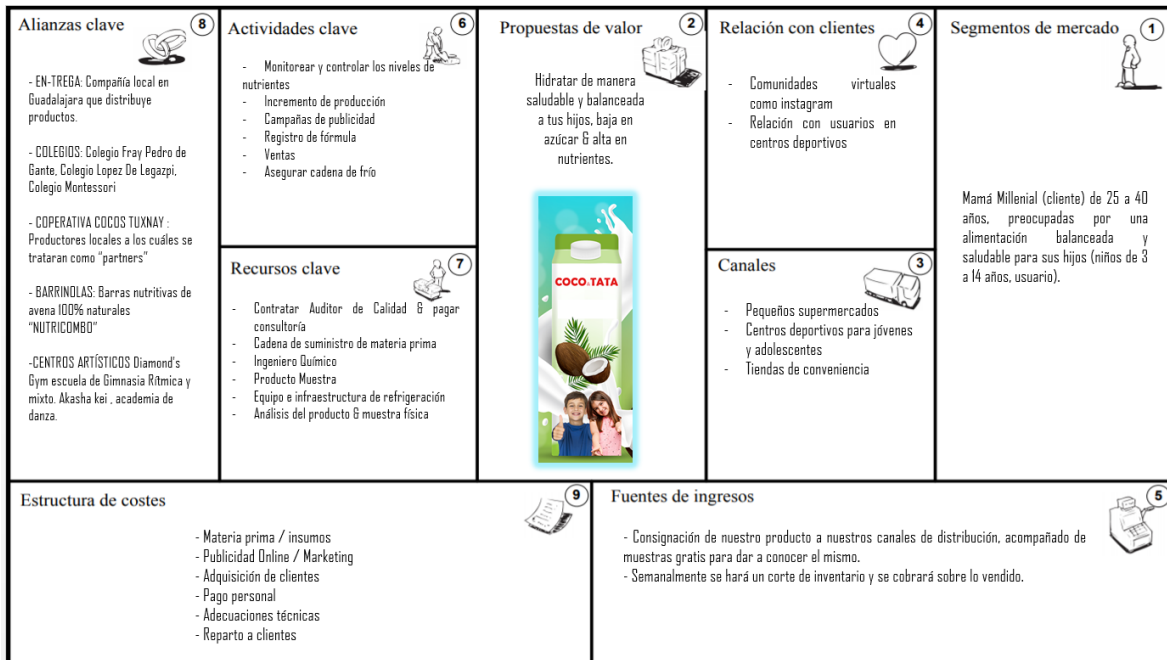 Alianzas clave
8
- EN-TREGA: Compañía local en
Guadalajara que distribuye
productos.
- COLEGIOS: Colegio Fray Pedro de
Gante, Colegio Lopez De Legazpi,
Colegio Montessori
- COPERATIVA COCOS TUXNAY :
Productores locales a los cuáles se
trataran como "partners"
- BARRINOLAS: Barras nutritivas de
avena 100% naturales
"NUTRICOMBO"
-CENTROS ARTÍSTICOS Diamond's
Gym escuela de Gimnasia Rítmica y
mixto. Akasha kei , academia de
danza.
Actividades clave
6
- Monitorear y controlar los niveles de
nutrientes
- Incremento de producción
- Campañas de publicidad
- Registro de fórmula
- Ventas
- Asegurar cadena de frío
Recursos clave
7
- Contratar Auditor de Calidad & pagar
consultoría
- Cadena de suministro de materia prima
- Ingeniero Químico
- Producto Muestra
- Equipo e infraestructura de refrigeración
- Análisis del producto & muestra física
Propuestas de valor
2
Hidratar de manera
saludable y balanceada
a tus hijos, baja en
azúcar & alta en
nutrientes.
COCO TATA
Relación con clientes
4
- Comunidades virtuales
como instagram
- Relación con usuarios en
centros deportivos
Canales
3
- Pequeños supermercados
- Centros deportivos para jóvenes
y adolescentes
- Tiendas de conveniencia
Segmentos de mercado
1
Mamá Millenial (cliente) de 25 a 40
años, preocupadas por una
alimentación balanceada y
saludable para sus hijos (niños de 3
a 14 años, usuario).
Estructura de costes
9
- Materia prima / insumos
- Publicidad Online / Marketing
- Adquisición de clientes
- Pago personal
- Adecuaciones técnicas
- Reparto a clientes
Fuentes de ingresos
5
- Consignación de nuestro producto a nuestros canales de distribución, acompañado de
muestras gratis para dar a conocer el mismo.
- Semanalmente se hará un corte de inventario y se cobrará sobre lo vendido.